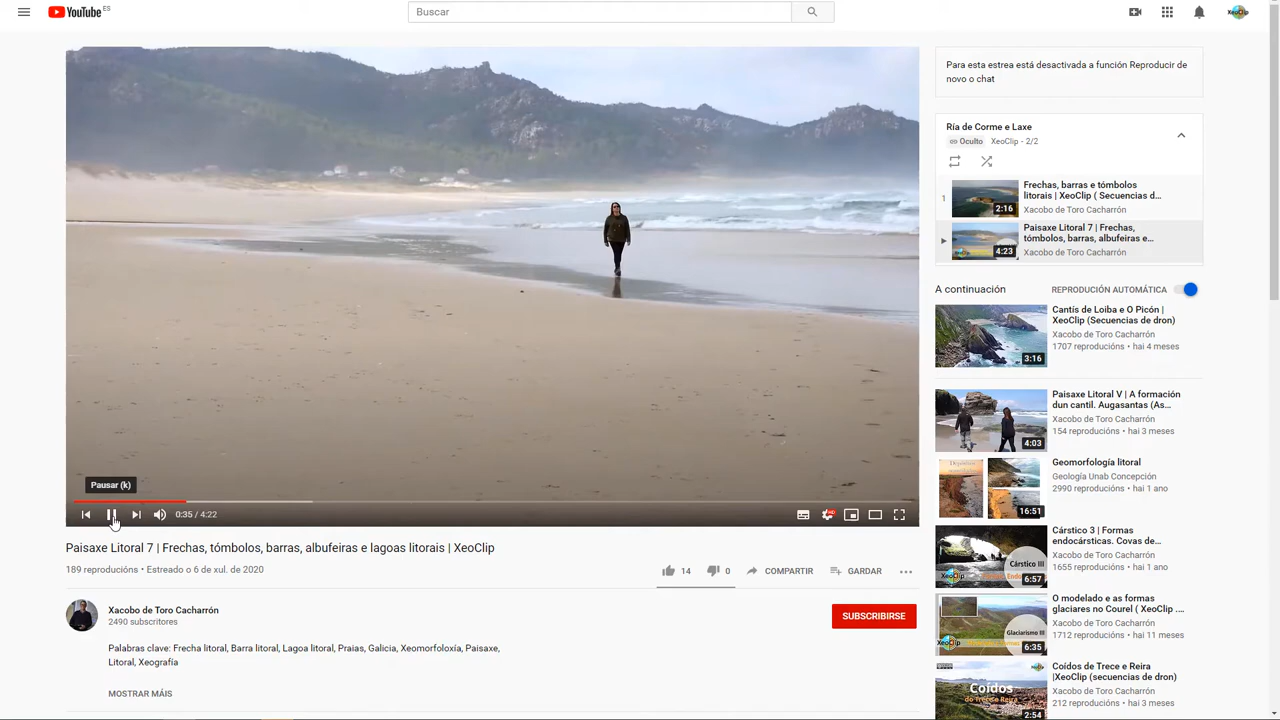 YouTube ES
Buscar
XeoClip
Para esta estrea está desactivada a función Reproducir de
novo o chat
Ría de Corme e Laxe
Oculto XeoClip - 2/2
1
2:16
Frechas, barras e tómbolos
litorais | XeoClip ( Secuencias d...
Xacobo de Toro Cacharrón
4:23
Paisaxe Litoral 7 | Frechas,
tómbolos, barras, albufeiras e...
Xacobo de Toro Cacharrón
A continuación REPRODUCIÓN AUTOMÁTICA
3:16
Cantís de Loiba e O Picón |
XeoClip (Secuencias de dron)
Xacobo de Toro Cacharrón
1707 reproducións • hai 4 meses
4:03
Paisaxe Litoral V | A formación
dun cantil. Augasantas (As...
Xacobo de Toro Cacharrón
154 reproducións • hai 3 meses
16:51
Geomorfología litoral
Geología Unab Concepción
2990 reproducións • hai 1 ano
Cárstico III
6:57
Cárstico 3 | Formas
endocársticas. Covas de...
Xacobo de Toro Cacharrón
1655 reproducións • hai 1 ano
Glaciarismo III
XeoClip
6:35
O modelado e as formas
glaciares no Courel ( XeoClip ....
Xacobo de Toro Cacharrón
1712 reproducións • hai 11 meses
Coídos
do Trece e Reira
2:54
Coídos de Trece e Reira
|XeoClip (secuencias de dron)
Xacobo de Toro Cacharrón
212 reproducións • hai 3 meses
Pausar (k)
0:35 / 4:22
Paisaxe Litoral 7 | Frechas, tómbolos, barras, albufeiras e lagoas litorais | XeoClip
189 reproducións • Estreado o 6 de xul. de 2020
14 0 COMPARTIR GARDAR
Xacobo de Toro Cacharrón
2490 subscritores
SUBSCRIBIRSE
Palabras clave: Frecha litoral, Barra litoral, Lagoa litoral, Praias, Galicia, Xeomorfoloxía, Paisaxe,
Litoral, Xeografía
MOSTRAR MÁIS